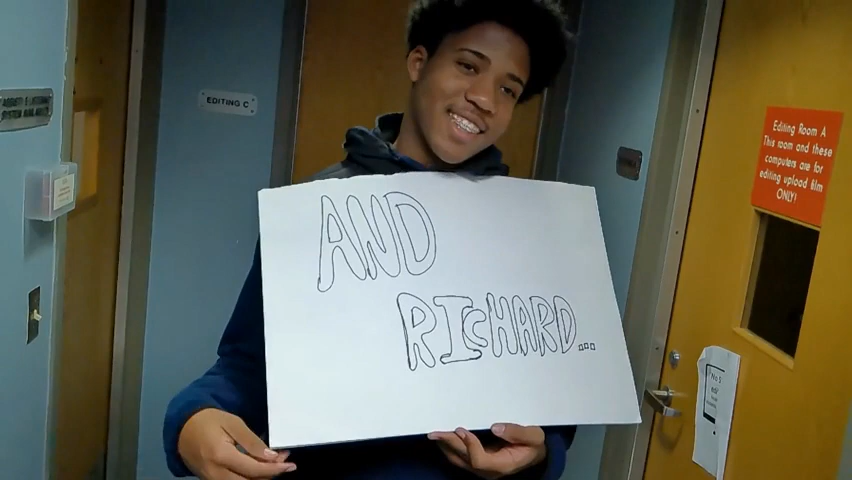 EDITING C
AND
RICHARD...
Editing Room A
This room and these
computers are for
editing upload film
ONLY!